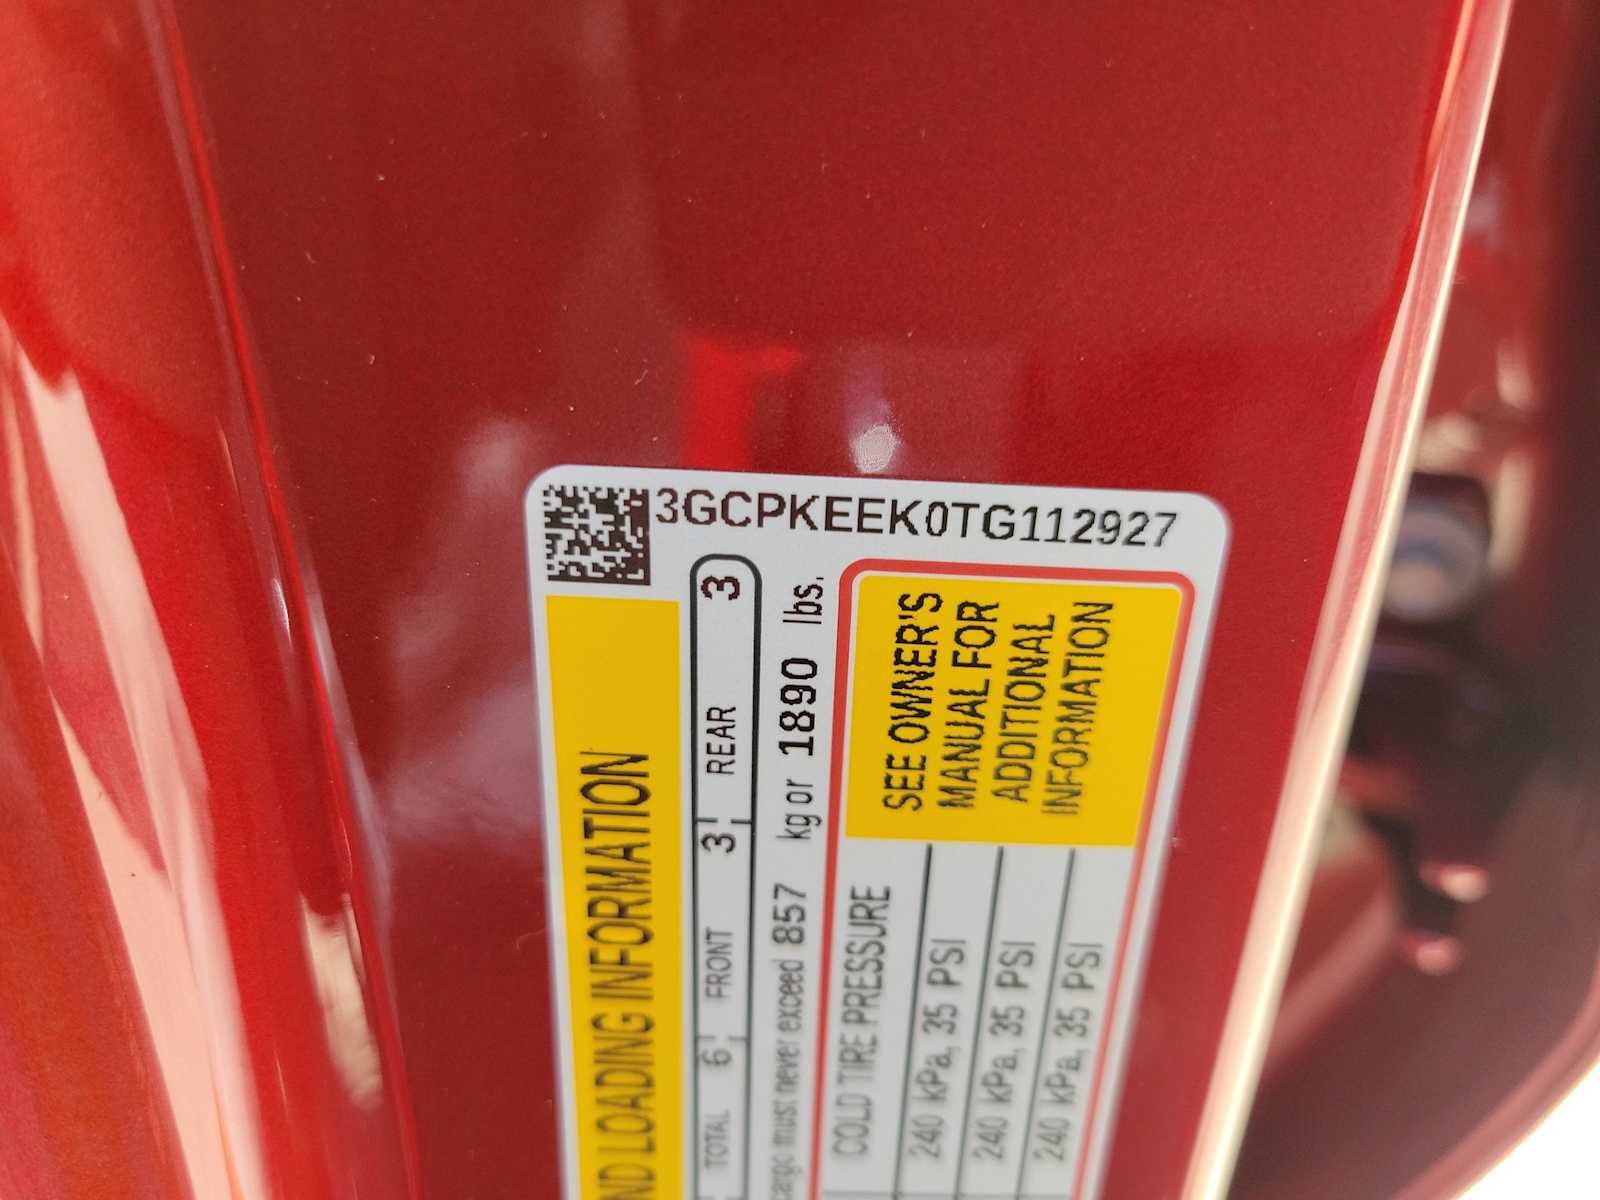 3GCPKEEK0TG112927
ND LOADING INFORMATION
TOTAL 6 FRONT 3 REAR 3
cargo must never exceed 857 kg or 1890 lbs.
COLD TIRE PRESSURE
240 kPa, 35 PSI
240 kPa, 35 PSI
240 kPa, 35 PSI
SEE OWNER'S
MANUAL FOR
ADDITIONAL
INFORMATION